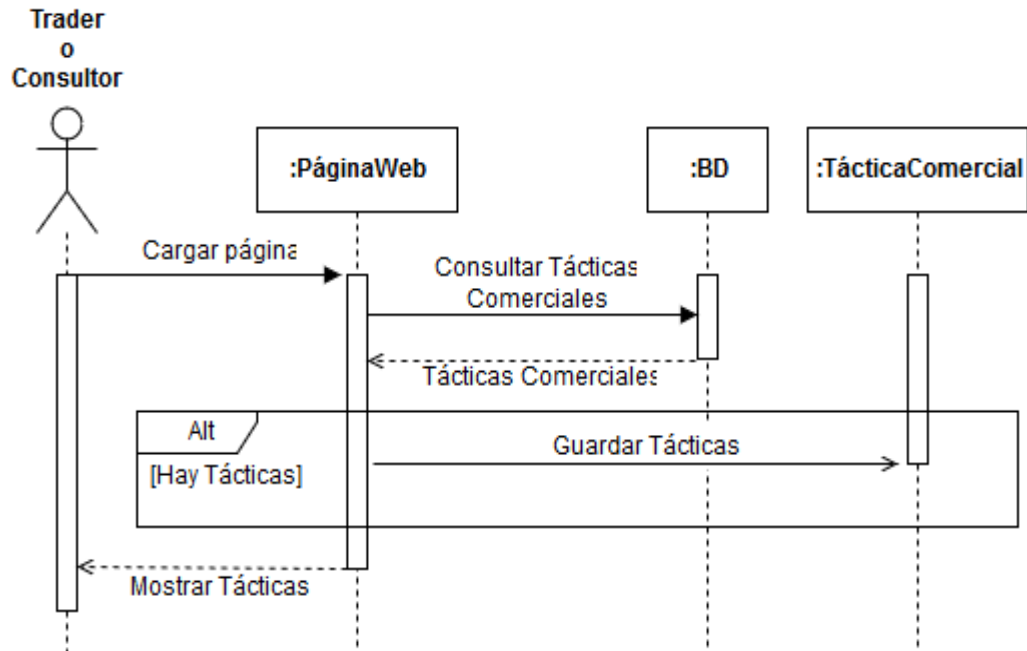 Trader
o
Consultor
:PáginaWeb
:BD
:TácticaComercial
Cargar página
Consultar Tácticas
Comerciales
Tácticas Comerciales
Alt
Guardar Tácticas
[Hay Tácticas]
Mostrar Tácticas